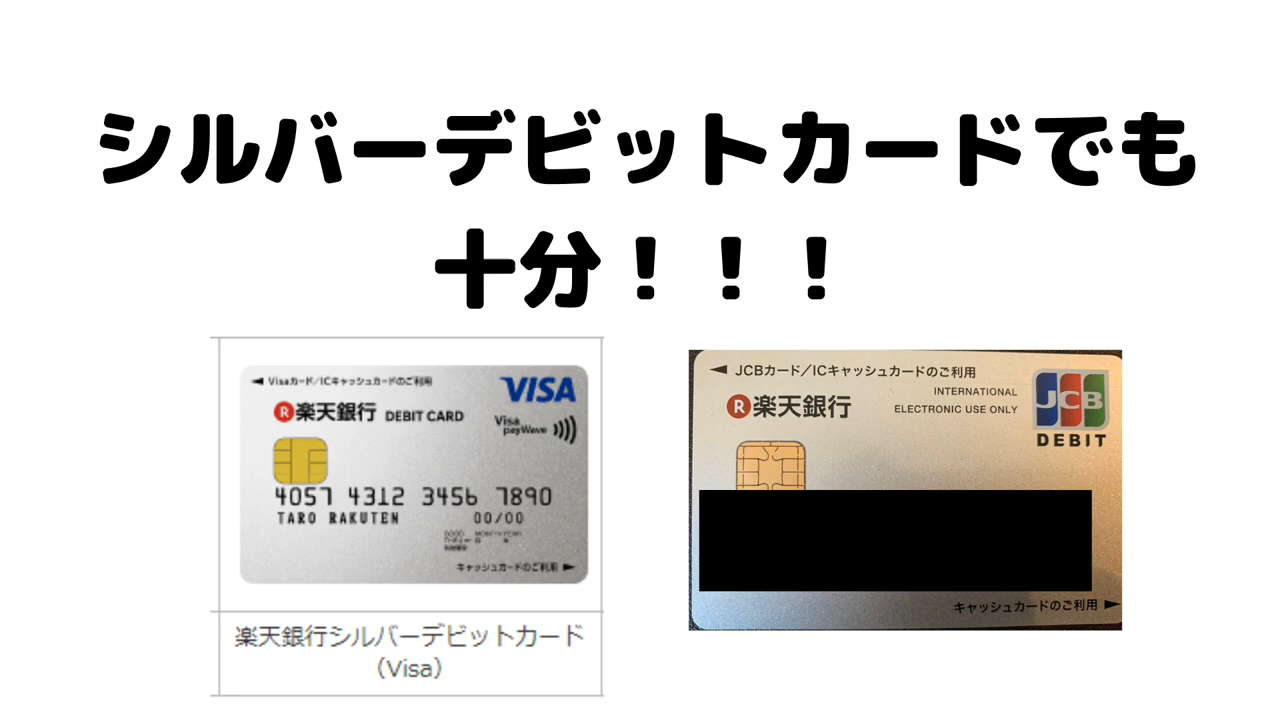 シルバーデビットカードでも
十分！！！
◀ Visaカード/ICキャッシュカードのご利用
VISA
R楽天銀行 DEBIT CARD
Visa
payWave
4057 4312 3456 7890
TARO RAKUTEN 00/00
キャッシュカードのご利用 ▶
楽天銀行シルバーデビットカード
（Visa）
◀ JCBカード/ICキャッシュカードのご利用
INTERNATIONAL
ELECTRONIC USE ONLY
R楽天銀行
JCB
DEBIT
キャッシュカードのご利用 ▶